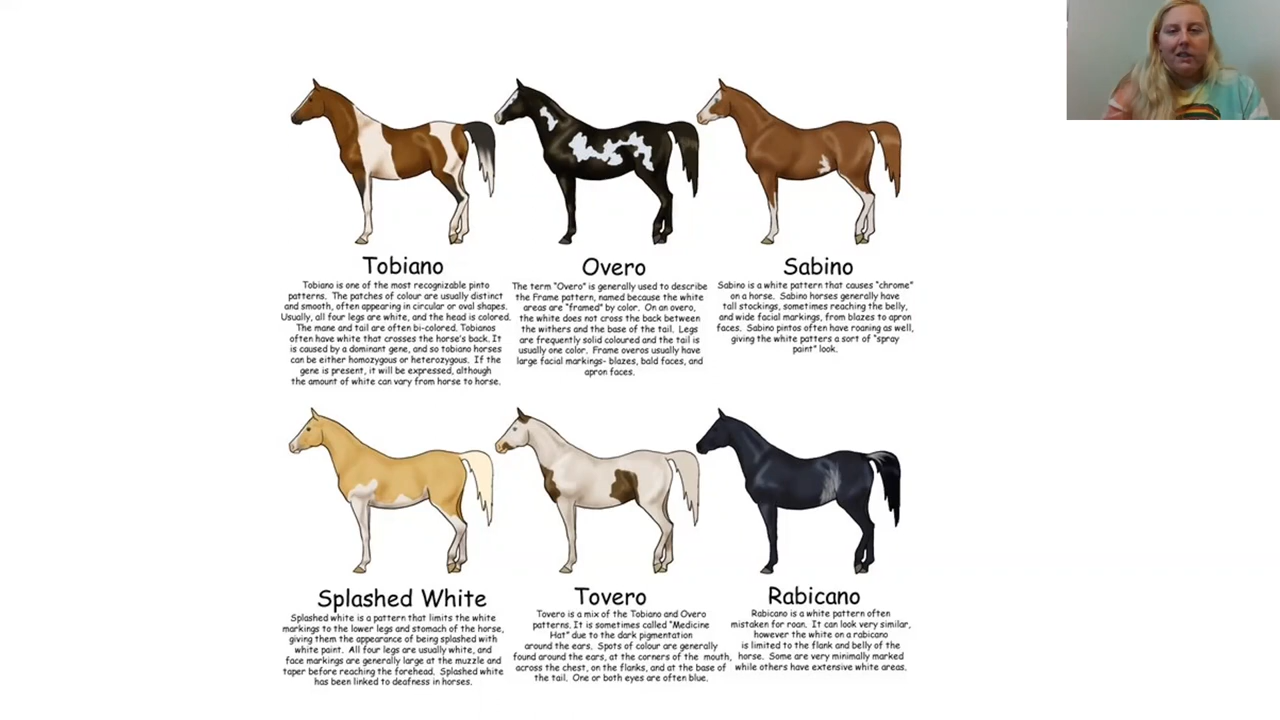 Tobiano
Tobiano is one of the most recognizable pinto
patterns. The patches of colour are usually distinct
and smooth, often appearing in circular or oval shapes.
Usually, all four legs are white, and the head is colored.
The mane and tail are often bi-colored. Tobianos
often have white that crosses the horse's back. It
is caused by a dominant gene, and so tobiano horses
can be either homozygous or heterozygous. If the
gene is present, it will be expressed, although
the amount of white can vary from horse to horse.
Overo
The term "Overo" is generally used to describe
the Frame pattern, named because the white
areas are "framed" by color. On an overo,
the white does not cross the back between
the withers and the base of the tail. Legs
are frequently solid coloured and the tail is
usually one color. Frame overos usually have
large facial markings- blazes, bald faces, and
apron faces.
Sabino
Sabino is a white pattern that causes "chrome"
on a horse. Sabino horses generally have
tall stockings, sometimes reaching the belly,
and wide facial markings, from blazes to apron
faces. Sabino pintos often have roaning as well,
giving the white patters a sort of "spray
paint" look.
Splashed White
Splashed white is a pattern that limits the white
markings to the lower legs and stomach of the horse,
giving them the appearance of being splashed with
white paint. All four legs are usually white, and
face markings are generally large at the muzzle and
taper before reaching the forehead. Splashed white
has been linked to deafness in horses.
Tovero
Tovero is a mix of the Tobiano and Overo
patterns. It is sometimes called "Medicine
Hat" due to the dark pigmentation
around the ears. Spots of colour are generally
found around the ears, at the corners of the mouth,
across the chest, on the flanks, and at the base of
the tail. One or both eyes are often blue.
Rabicano
Rabicano is a white pattern often
mistaken for roan. It can look very similar,
however the white on a rabicano
is limited to the flank and belly of the
horse. Some are very minimally marked
while others have extensive white areas.